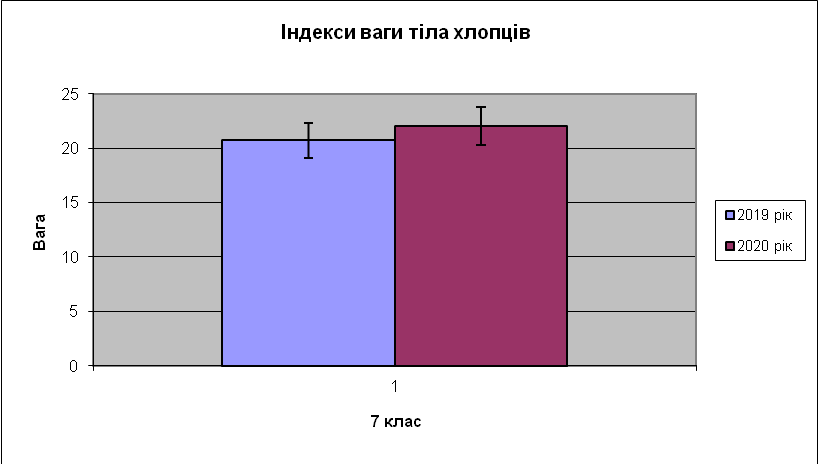 Індекси ваги тіла хлопців
25
20
15
10
5
0
Вага
1
7 клас
2019 рік
2020 рік